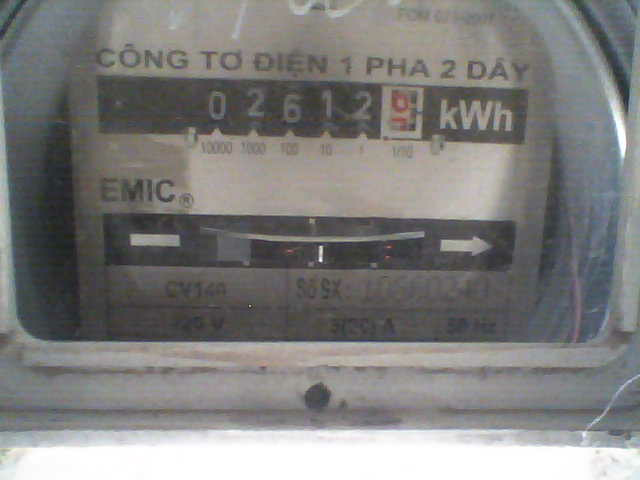 CÔNG TƠ ĐIỆN 1 PHA 2 DÂY
0 2 6 1 2 kWh
10000 1000 100 10 1 1/10
EMIC®
CV140 Số SX:
220 V A 50 Hz